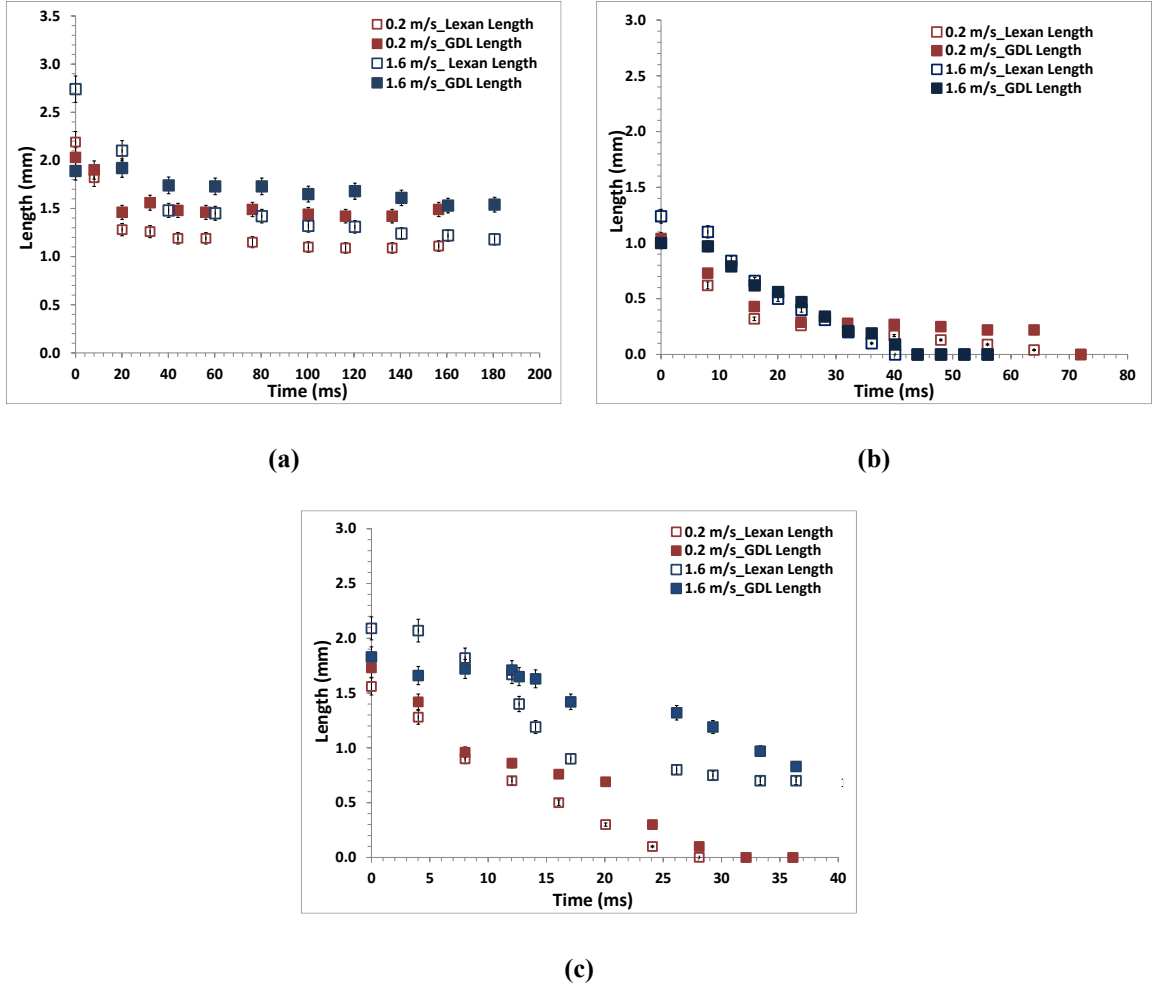 3.5
3.0
2.5
2.0
1.5
1.0
0.5
0.0
Length (mm)
0 20 40 60 80 100 120 140 160 180 200
Time (ms)
0.2 m/s_Lexan Length
0.2 m/s_GDL Length
1.6 m/s_ Lexan Length
1.6 m/s_GDL Length
(a)
3.0
2.5
2.0
1.5
1.0
0.5
0.0
Length (mm)
0 10 20 30 40 50 60 70 80
Time (ms)
0.2 m/s_Lexan Length
0.2 m/s_GDL Length
1.6 m/s_Lexan Length
1.6 m/s_GDL Length
(b)
3.0
2.5
2.0
1.5
1.0
0.5
0.0
Length (mm)
0 5 10 15 20 25 30 35 40
Time (ms)
0.2 m/s_Lexan Length
0.2 m/s_GDL Length
1.6 m/s_Lexan Length
1.6 m/s_GDL Length
(c)